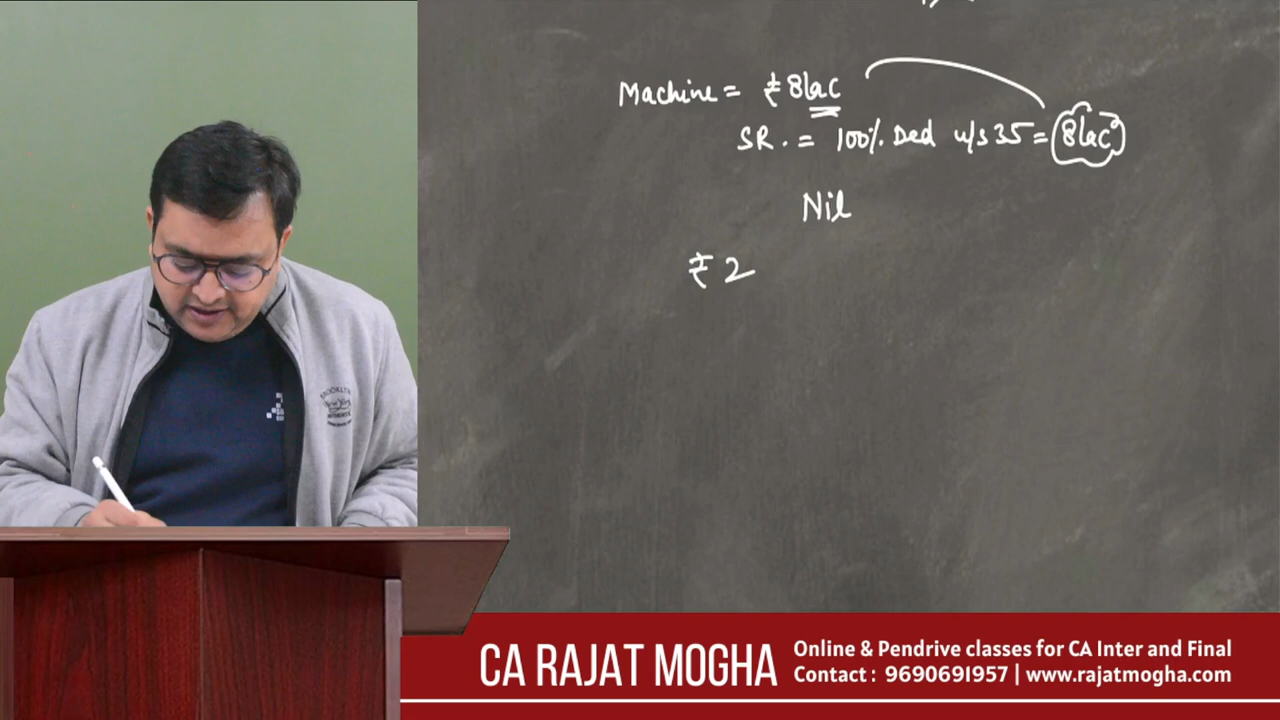 Machine = ₹ 8lac
SR. = 100% Ded u/s 35 = 8lac
Nil
₹ 2
BROOKLYN
CA RAJAT MOGHA
Online & Pendrive classes for CA Inter and Final
Contact : 9690691957 | www.rajatmogha.com